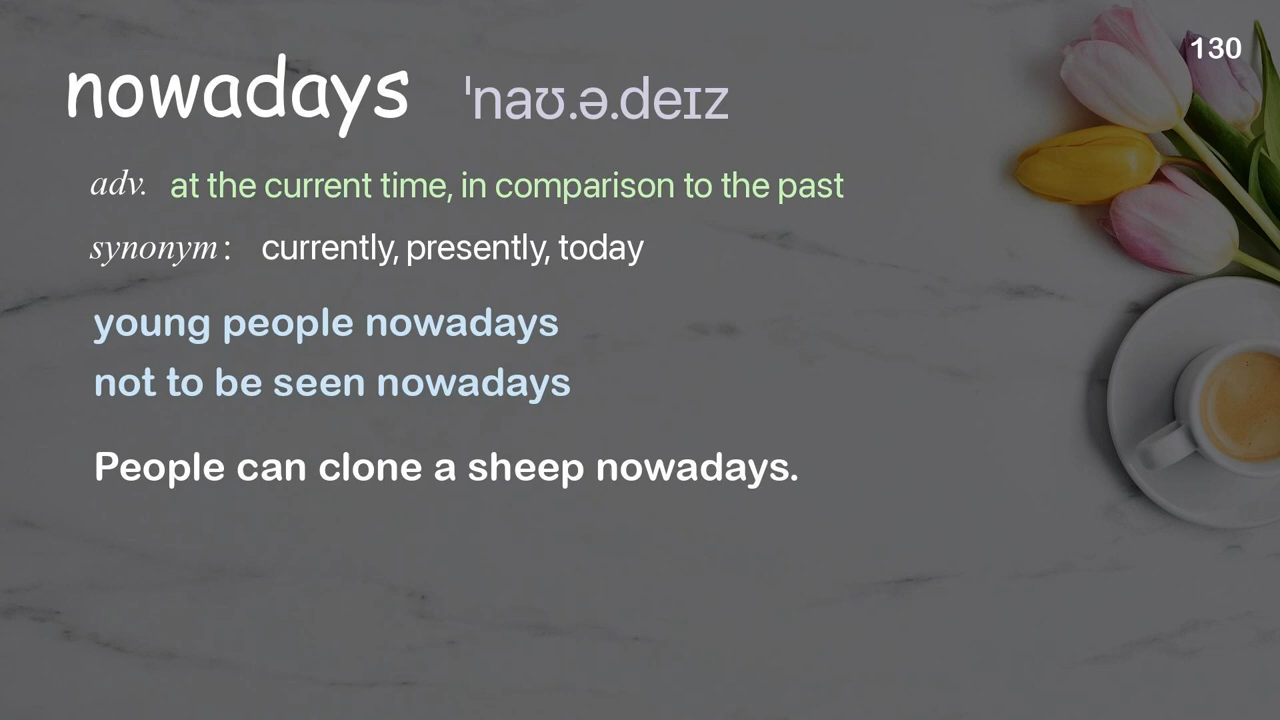 130
nowadays ˈnaʊ.ə.deɪz
adv. at the current time, in comparison to the past
synonym: currently, presently, today
young people nowadays
not to be seen nowadays
People can clone a sheep nowadays.